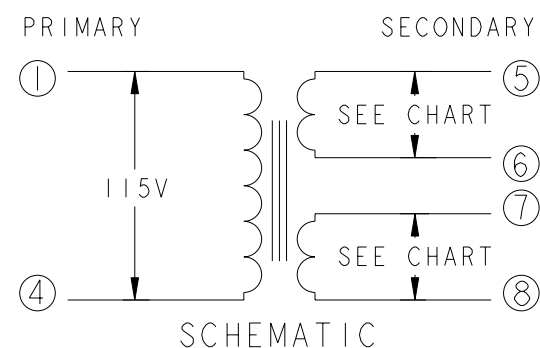 PRIMARY SECONDARY
1 5
SEE CHART
6
115V
7
SEE CHART
4 8
SCHEMATIC